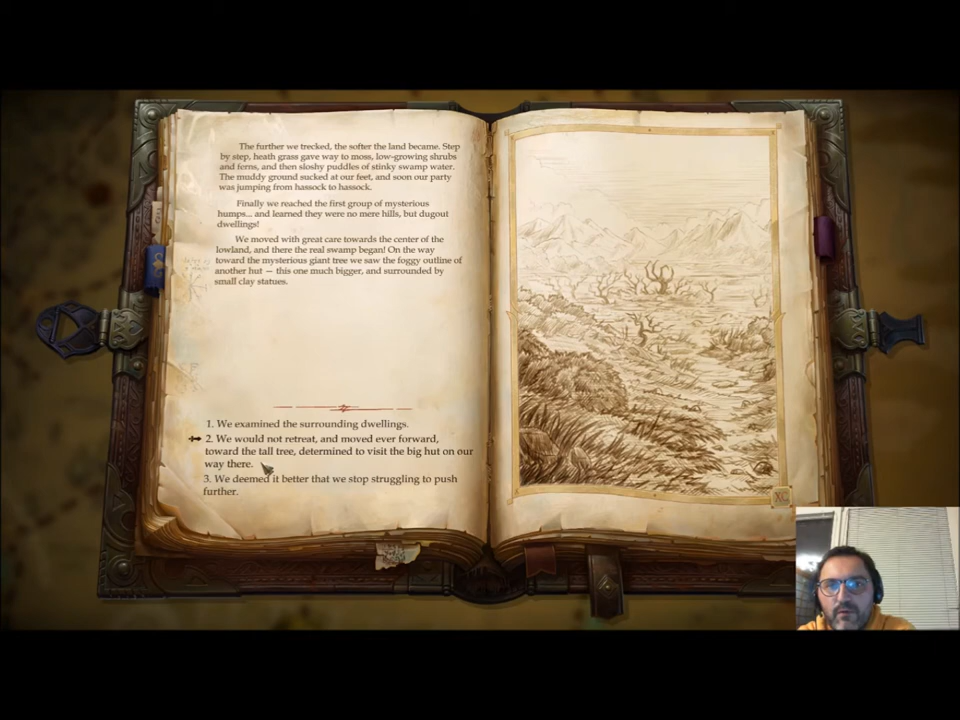 The further we trecked, the softer the land became. Step
by step, heath grass gave way to moss, low-growing shrubs
and ferns, and then sloshy puddles of stinky swamp water.
The muddy ground sucked at our feet, and soon our party
was jumping from hassock to hassock.
Finally we reached the first group of mysterious
humps... and learned they were no mere hills, but dugout
dwellings!
We moved with great care towards the center of the
lowland, and there the real swamp began! On the way
toward the mysterious giant tree we saw the foggy outline of
another hut — this one much bigger, and surrounded by
small clay statues.
1. We examined the surrounding dwellings.
2. We would not retreat, and moved ever forward,
toward the tall tree, determined to visit the big hut on our
way there.
3. We deemed it better that we stop struggling to push
further.